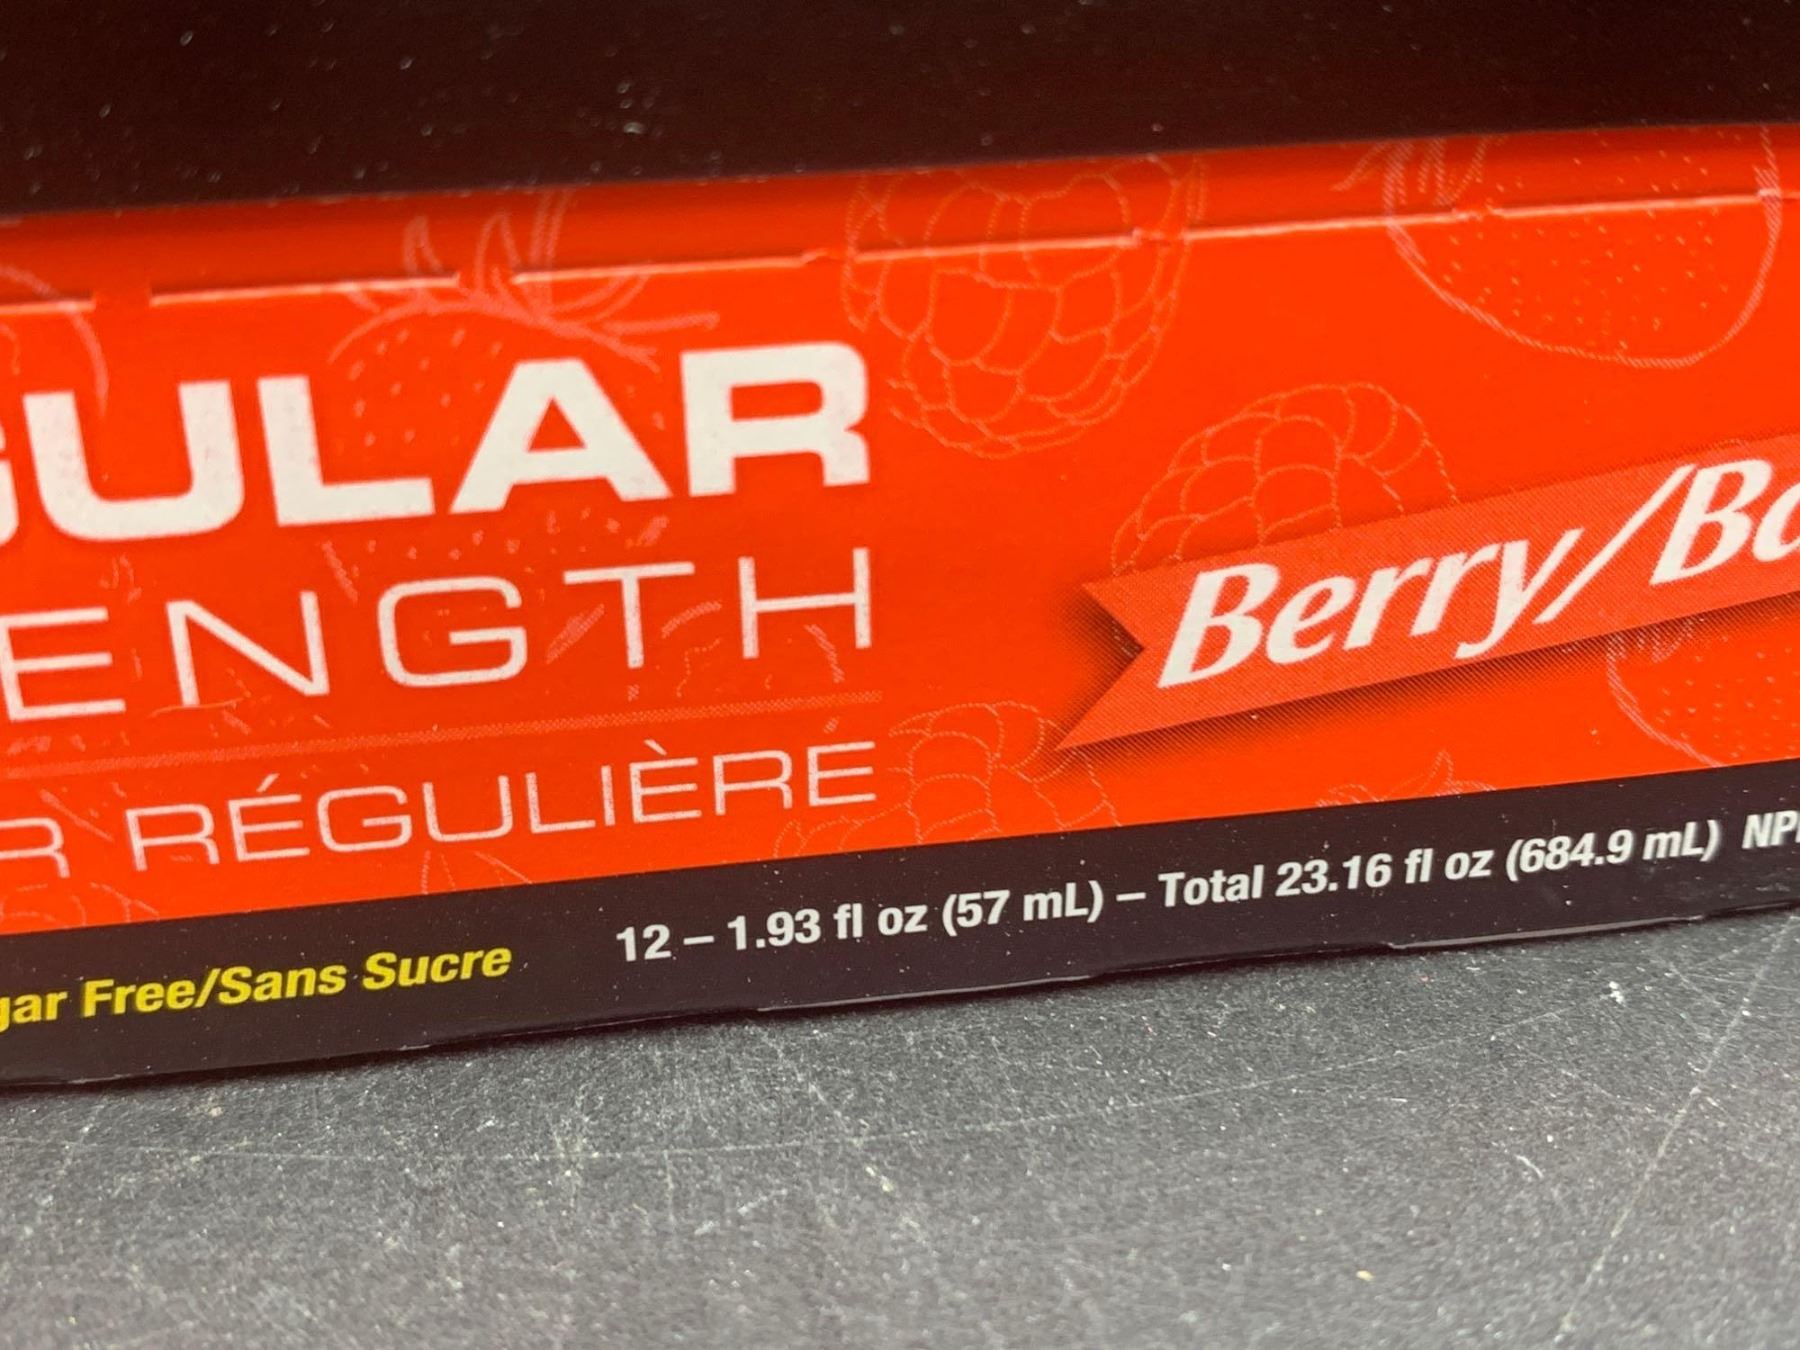 GULAR
ENGTH
R RÉGULIÈRE
Berry/Ba
gar Free/Sans Sucre
12 – 1.93 fl oz (57 mL) – Total 23.16 fl oz (684.9 mL) NP